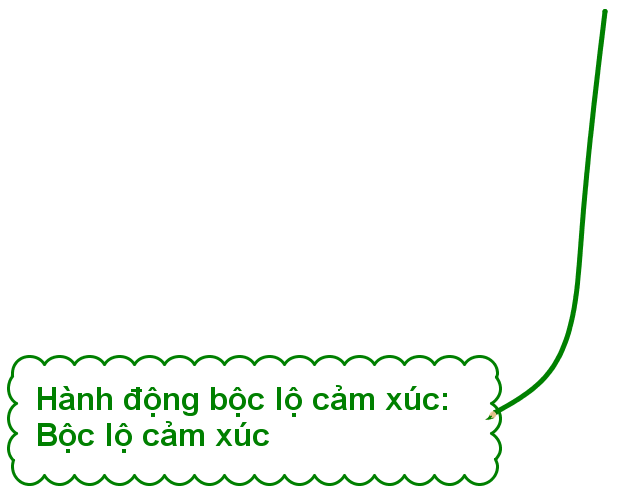 Hành động bộc lộ cảm xúc:
Bộc lộ cảm xúc